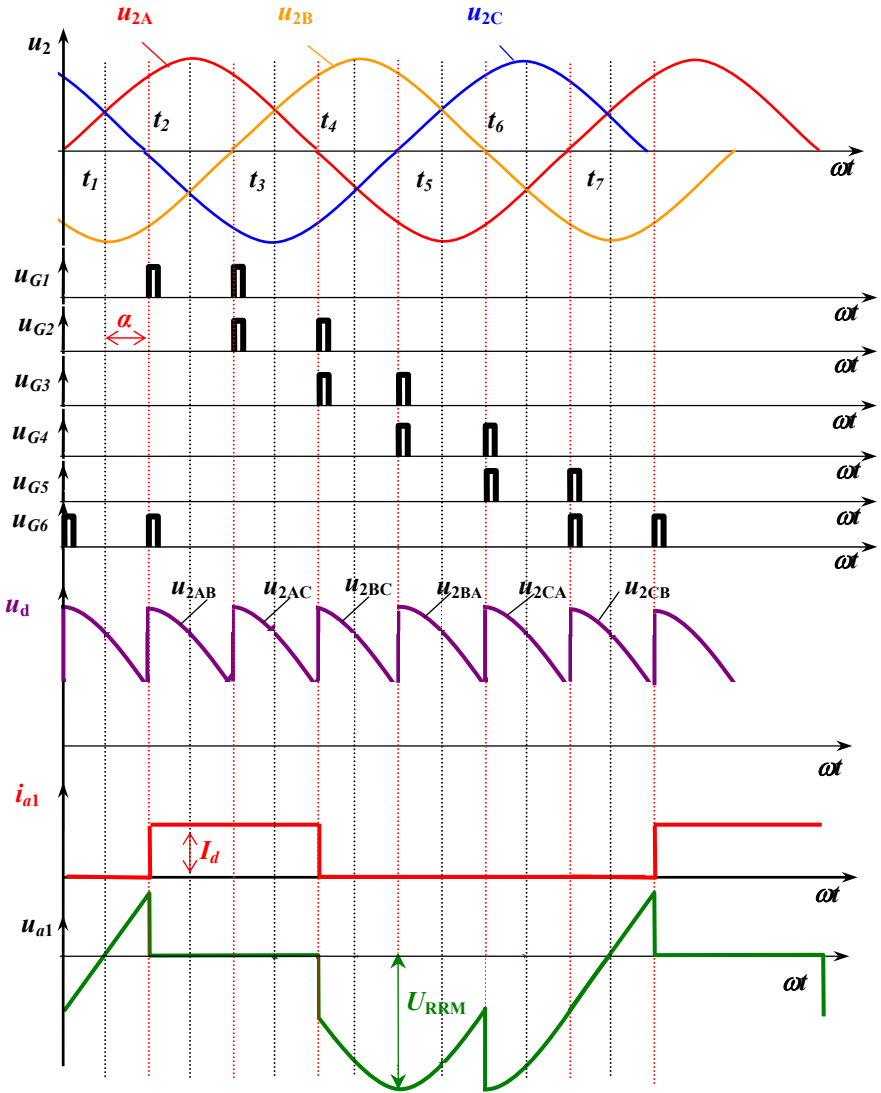 u2A u2B u2C
u2
t2 t4 t6
ωt
t1 t3 t5 t7
uG1
ωt
α
uG2
ωt
uG3
ωt
uG4
ωt
uG5
ωt
uG6
ωt
u2AB u2AC u2BC u2BA u2CA u2CB
ud
ωt
ia1
Id
ωt
ua1
ωt
URRM